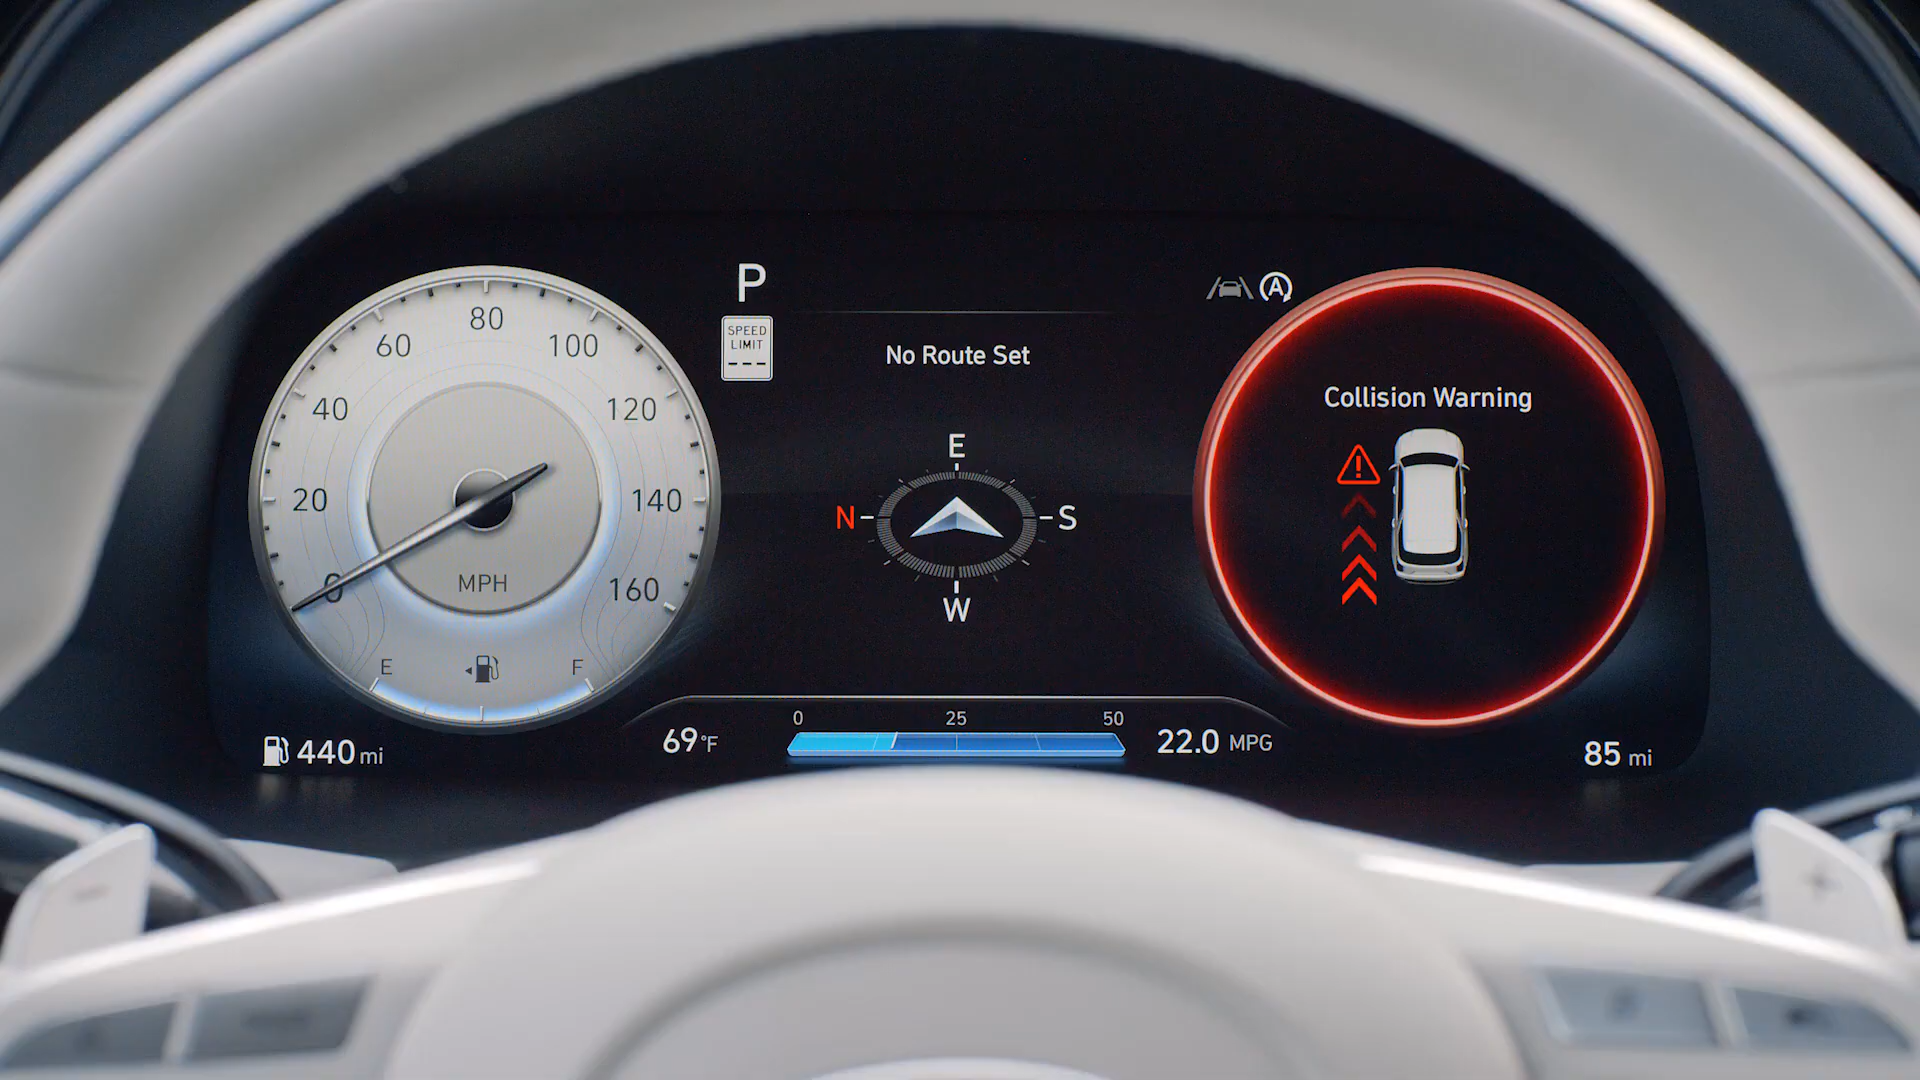 P
SPEED
LIMIT
---
No Route Set
A
Collision Warning
0
20
40
60
80
100
120
140
160
MPH
E
F
E
N
S
W
440 mi
69°F
0 25 50
22.0 MPG
85 mi